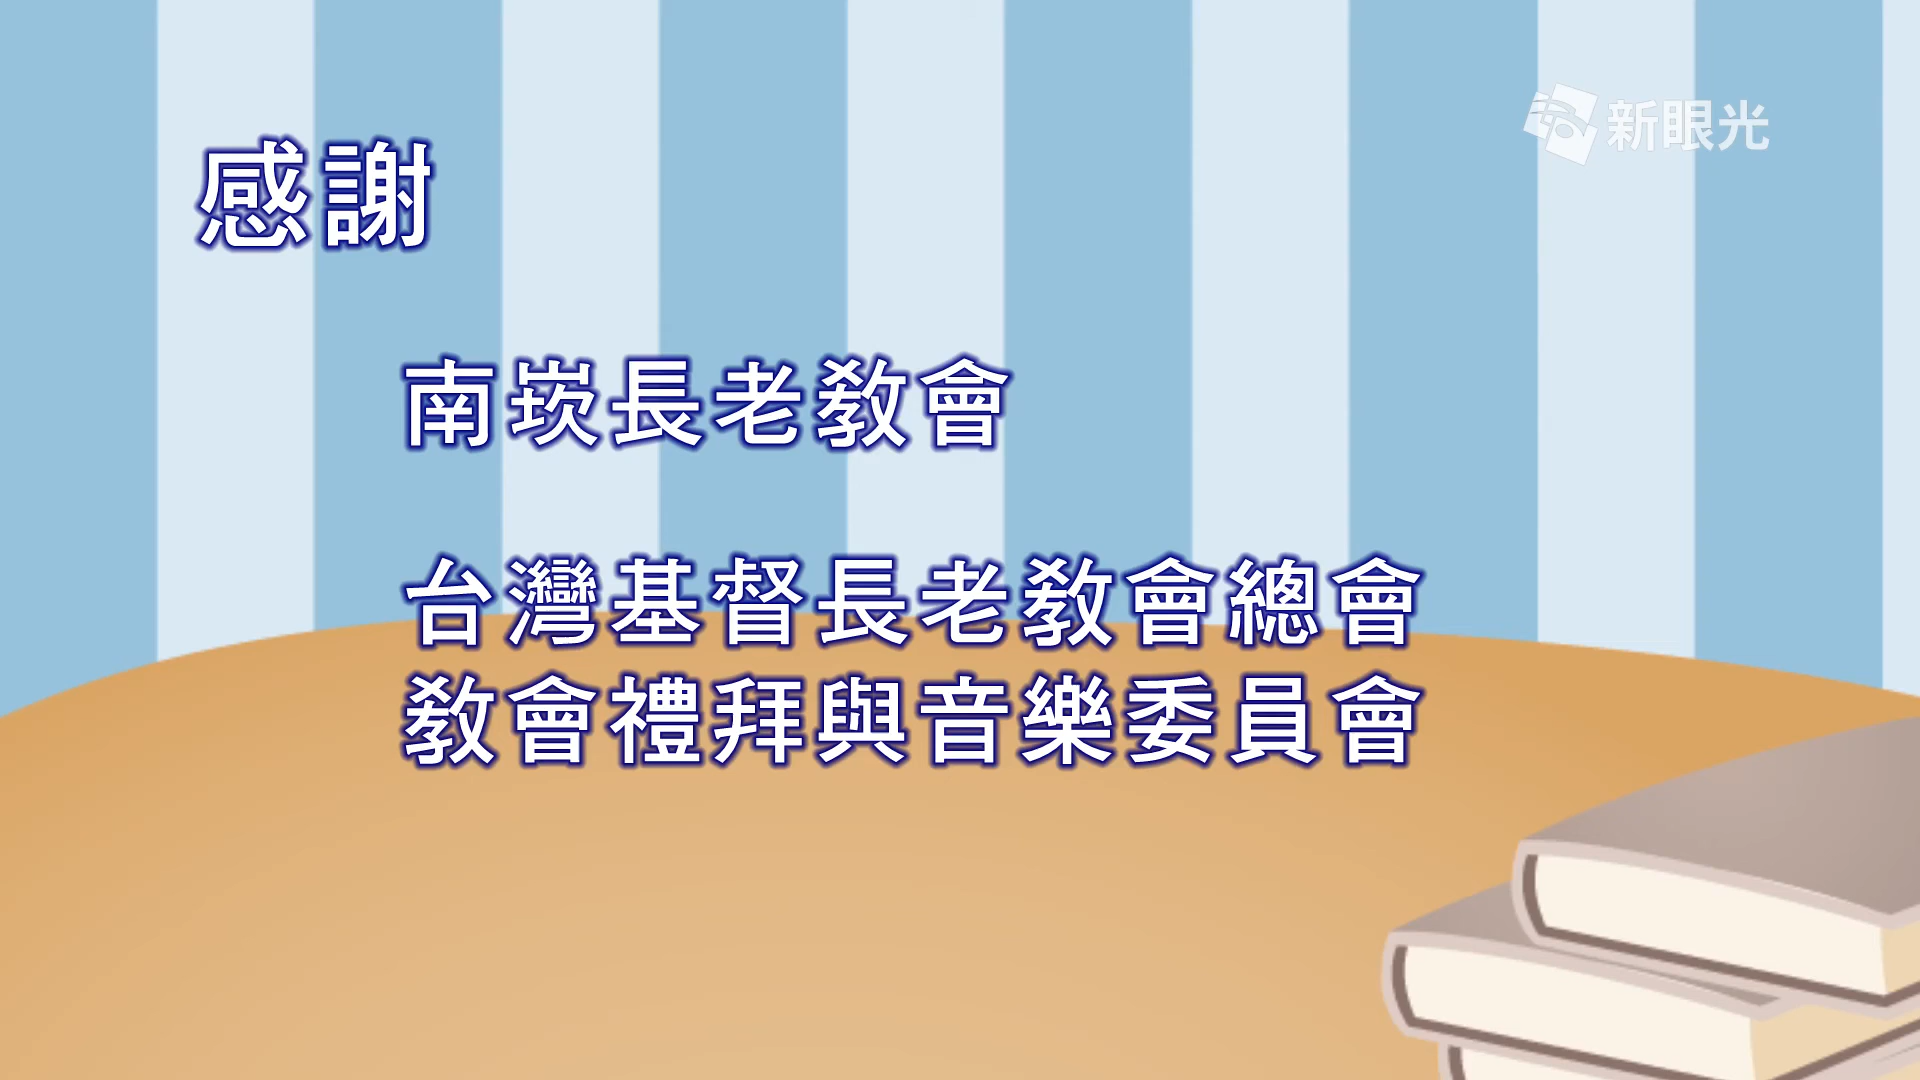 新眼光
感謝
南崁長老教會
台灣基督長老教會總會
教會禮拜與音樂委員會